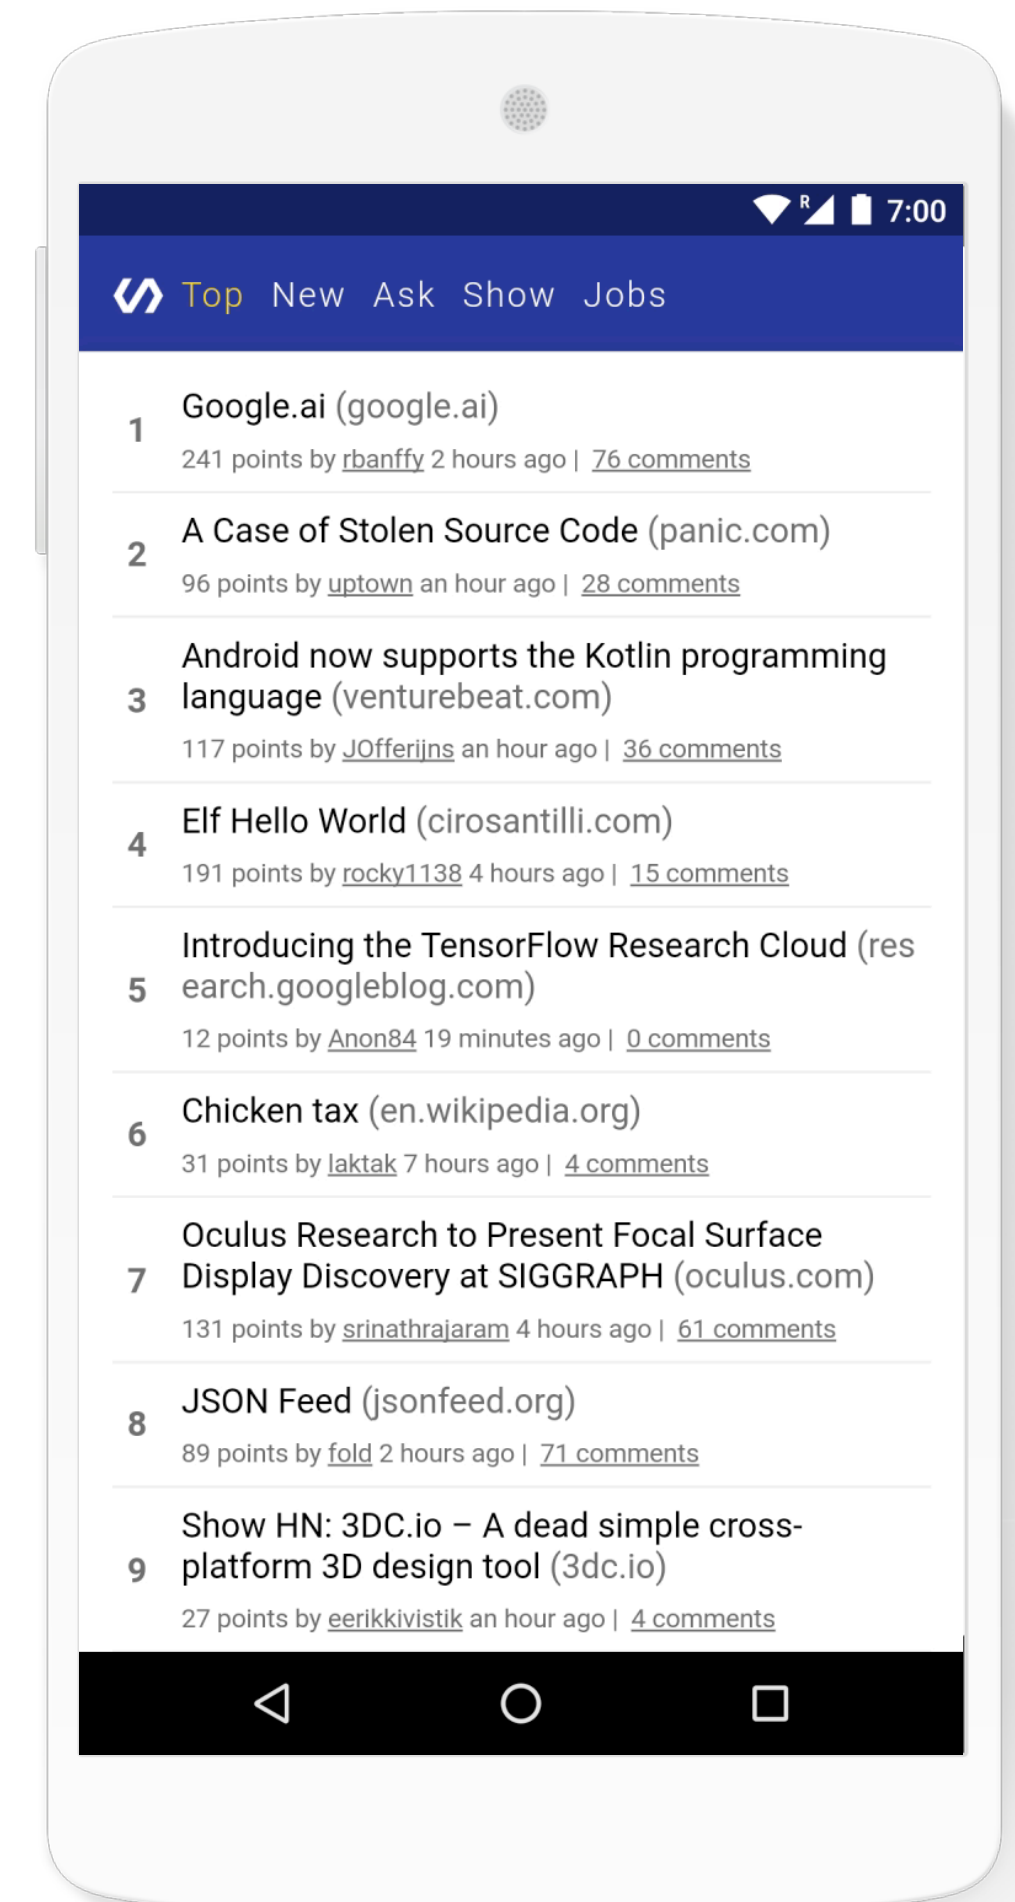 R 7:00
Top New Ask Show Jobs
1
Google.ai (google.ai)
241 points by rbanffy 2 hours ago | 76 comments
2
A Case of Stolen Source Code (panic.com)
96 points by uptown an hour ago | 28 comments
3
Android now supports the Kotlin programming
language (venturebeat.com)
117 points by JOfferijns an hour ago | 36 comments
4
Elf Hello World (cirosantilli.com)
191 points by rocky1138 4 hours ago | 15 comments
5
Introducing the TensorFlow Research Cloud (res
earch.googleblog.com)
12 points by Anon84 19 minutes ago | 0 comments
6
Chicken tax (en.wikipedia.org)
31 points by laktak 7 hours ago | 4 comments
7
Oculus Research to Present Focal Surface
Display Discovery at SIGGRAPH (oculus.com)
131 points by srinathrajaram 4 hours ago | 61 comments
8
JSON Feed (jsonfeed.org)
89 points by fold 2 hours ago | 71 comments
9
Show HN: 3DC.io – A dead simple cross-
platform 3D design tool (3dc.io)
27 points by eerikkivistik an hour ago | 4 comments